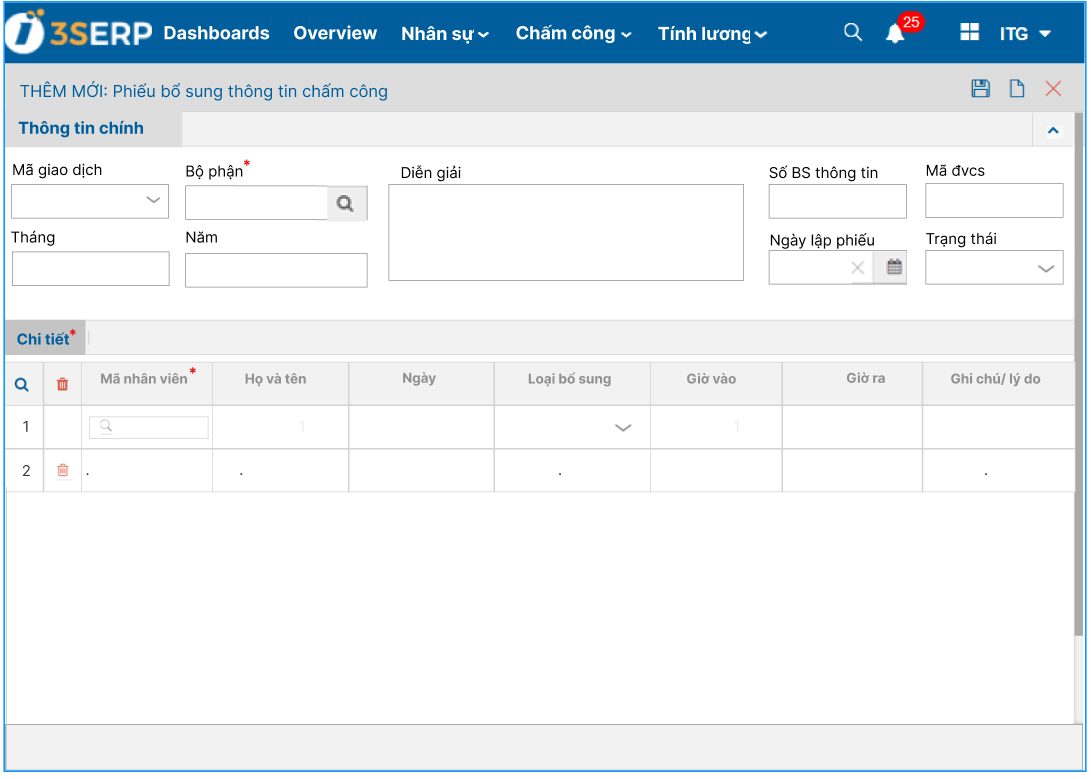 3SERP Dashboards Overview Nhân sự Chấm công Tính lương 25 ITG
THÊM MỚI: Phiếu bổ sung thông tin chấm công
Thông tin chính
Mã giao dịch Bộ phận* Diễn giải Số BS thông tin Mã đvcs
Tháng Năm Ngày lập phiếu Trạng thái
Chi tiết*
Mã nhân viên* Họ và tên Ngày Loại bổ sung Giờ vào Giờ ra Ghi chú/ lý do
1 1 1
2 . . . .